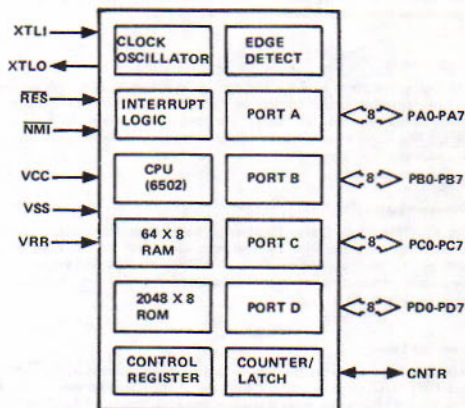 XTLI
XTLO
RES
NMI
VCC
VSS
VRR
CLOCK
OSCILLATOR
EDGE
DETECT
INTERRUPT
LOGIC
PORT A
CPU
(6502)
PORT B
64 X 8
RAM
PORT C
2048 X 8
ROM
PORT D
CONTROL
REGISTER
COUNTER/
LATCH
8 PA0-PA7
8 PB0-PB7
8 PC0-PC7
8 PD0-PD7
CNTR